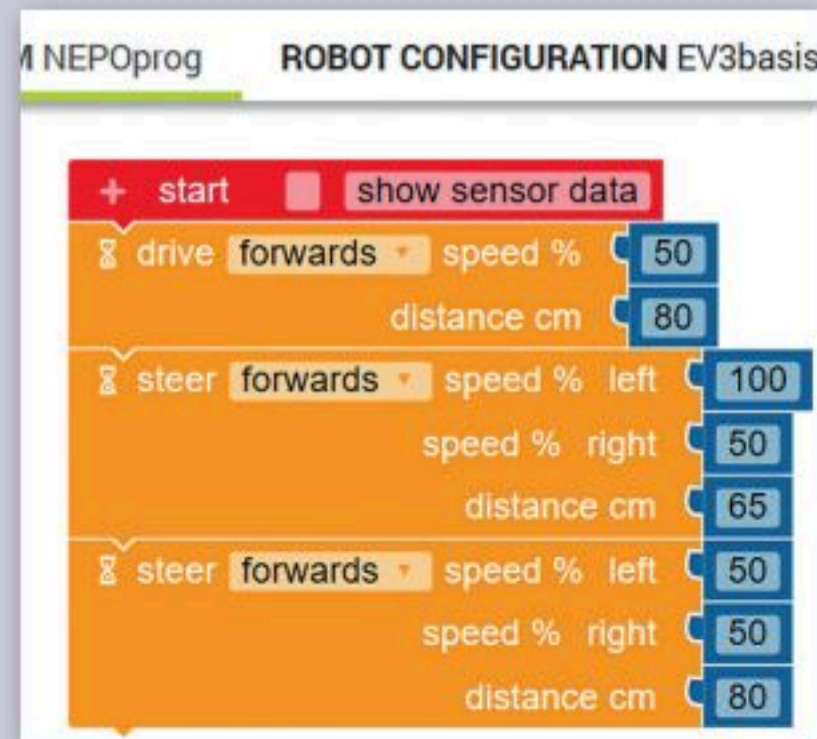 NEPOprog ROBOT CONFIGURATION EV3basis
+ start show sensor data
drive forwards speed % 50
distance cm 80
steer forwards speed % left 100
speed % right 50
distance cm 65
steer forwards speed % left 50
speed % right 50
distance cm 80